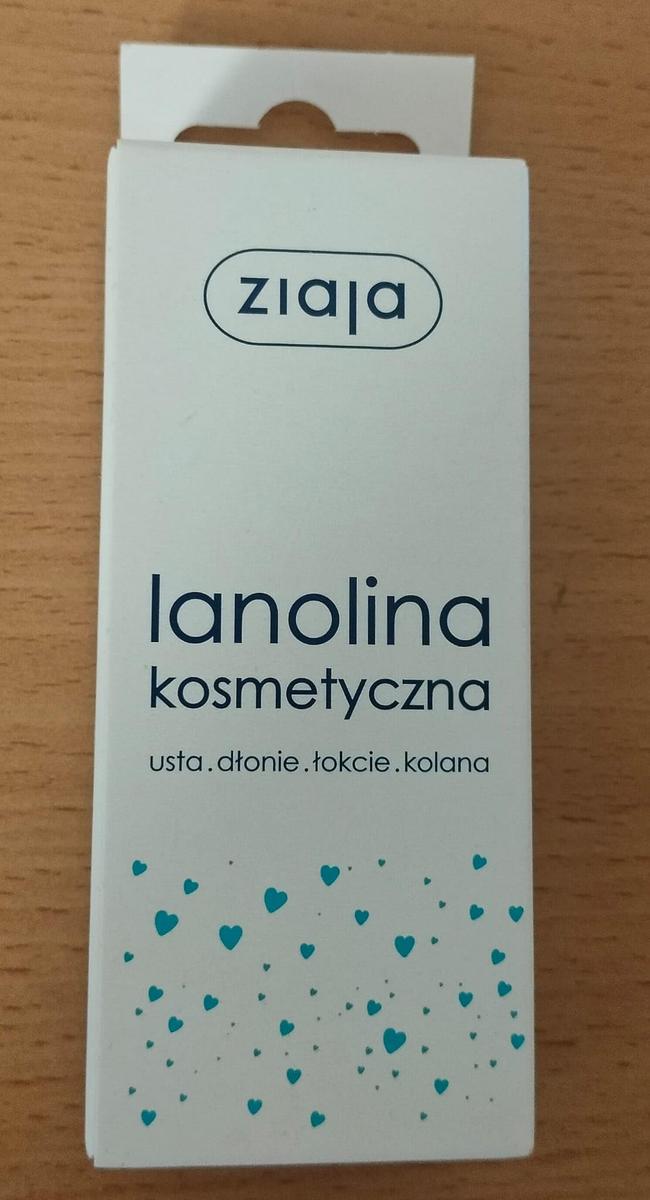 ziaja
lanolina
kosmetyczna
usta.dłonie.łokcie.kolana